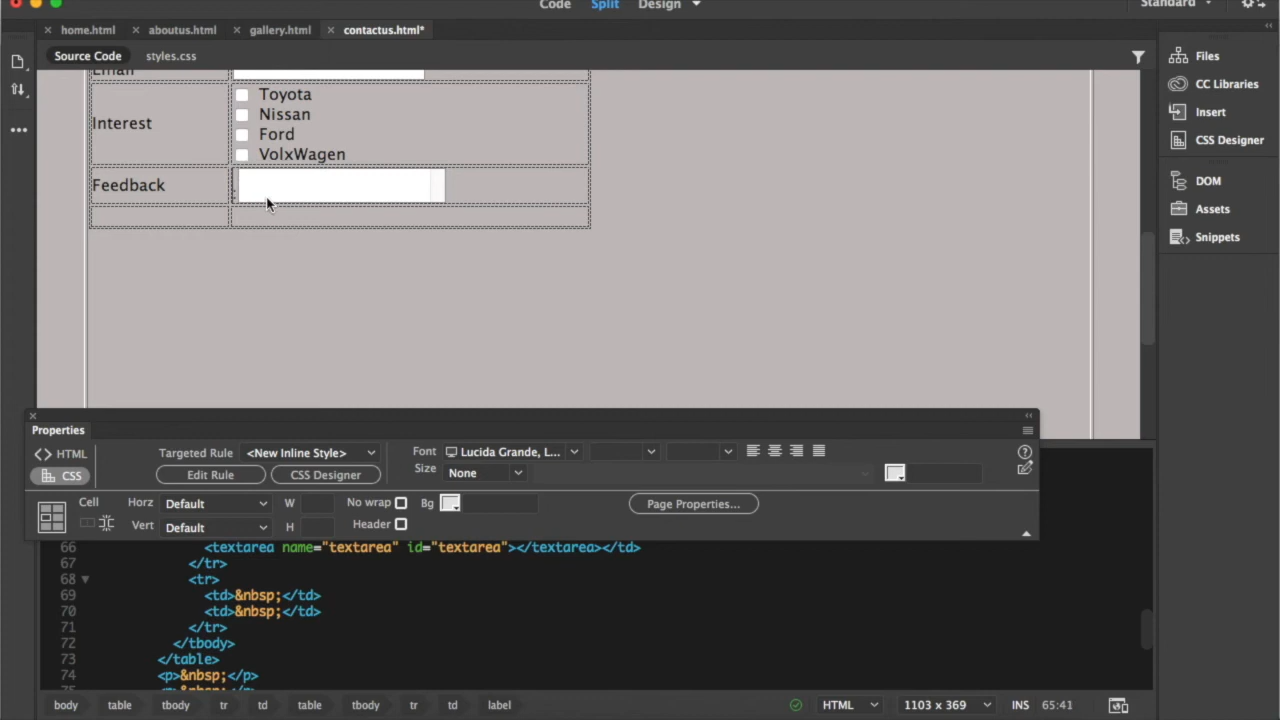 Code Split Design Standard
home.html aboutus.html gallery.html contactus.html*
Source Code styles.css
Files
CC Libraries
Insert
CSS Designer
DOM
Assets
Snippets
Email
Interest
Toyota
Nissan
Ford
VolxWagen
Feedback
Properties
HTML Targeted Rule <New Inline Style> Font Lucida Grande, L...
CSS Edit Rule CSS Designer Size None
Cell Horz Default W No wrap Bg Page Properties...
Vert Default H Header
66 <textarea name="textarea" id="textarea"></textarea></td>
67 </tr>
68 <tr>
69 <td>&nbsp;</td>
70 <td>&nbsp;</td>
71 </tr>
72 </tbody>
73 </table>
74 <p>&nbsp;</p>
body table tbody tr td table tbody tr td label HTML 1103 x 369 INS 65:41